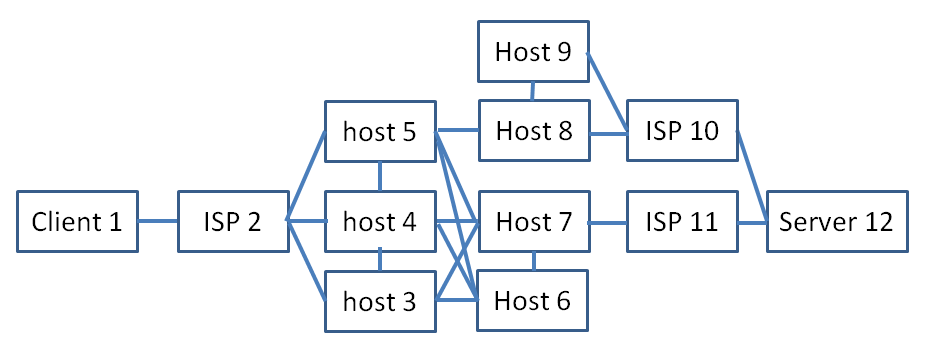 Host 9
host 5
Host 8
ISP 10
Client 1
ISP 2
host 4
Host 7
ISP 11
Server 12
host 3
Host 6